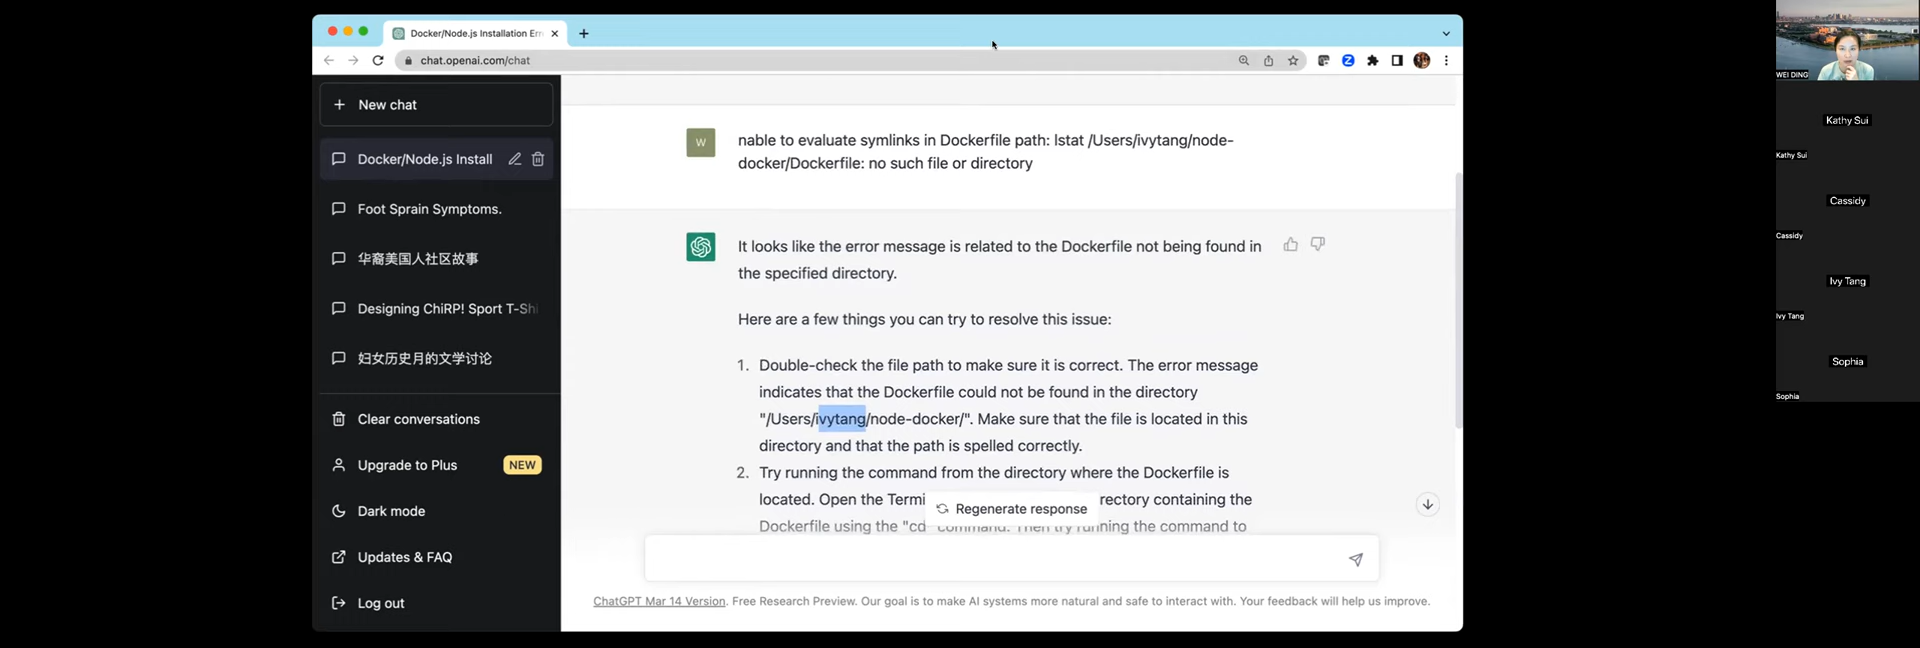 Docker/Node.js Installation Err
chat.openai.com/chat
New chat
Docker/Node.js Install
Foot Sprain Symptoms.
华裔美国人社区故事
Designing ChiRP! Sport T-Shi
妇女历史月的文学讨论
Clear conversations
Upgrade to Plus
NEW
Dark mode
Updates & FAQ
Log out
W
nable to evaluate symlinks in Dockerfile path: lstat /Users/ivytang/node-
docker/Dockerfile: no such file or directory
It looks like the error message is related to the Dockerfile not being found in
the specified directory.
Here are a few things you can try to resolve this issue:
1. Double-check the file path to make sure it is correct. The error message
indicates that the Dockerfile could not be found in the directory
"/Users/ivytang/node-docker/". Make sure that the file is located in this
directory and that the path is spelled correctly.
2. Try running the command from the directory where the Dockerfile is
located. Open the Termi rectory containing the
Dockerfile using the "cd" command. Then try running the command to
Regenerate response
ChatGPT Mar 14 Version. Free Research Preview. Our goal is to make AI systems more natural and safe to interact with. Your feedback will help us improve.
WEI DING
Kathy Sui
Kathy Sui
Cassidy
Cassidy
Ivy Tang
Ivy Tang
Sophia
Sophia